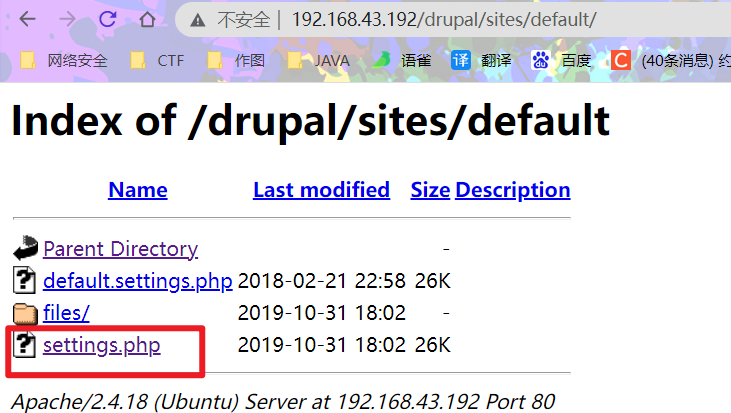 不安全 | 192.168.43.192/drupal/sites/default/
网络安全 CTF 作图 JAVA 语雀 译 翻译 百度 C (40条消息) 约
Index of /drupal/sites/default
Name Last modified Size Description
Parent Directory -
default.settings.php 2018-02-21 22:58 26K
files/ 2019-10-31 18:02 -
settings.php 2019-10-31 18:02 26K
Apache/2.4.18 (Ubuntu) Server at 192.168.43.192 Port 80